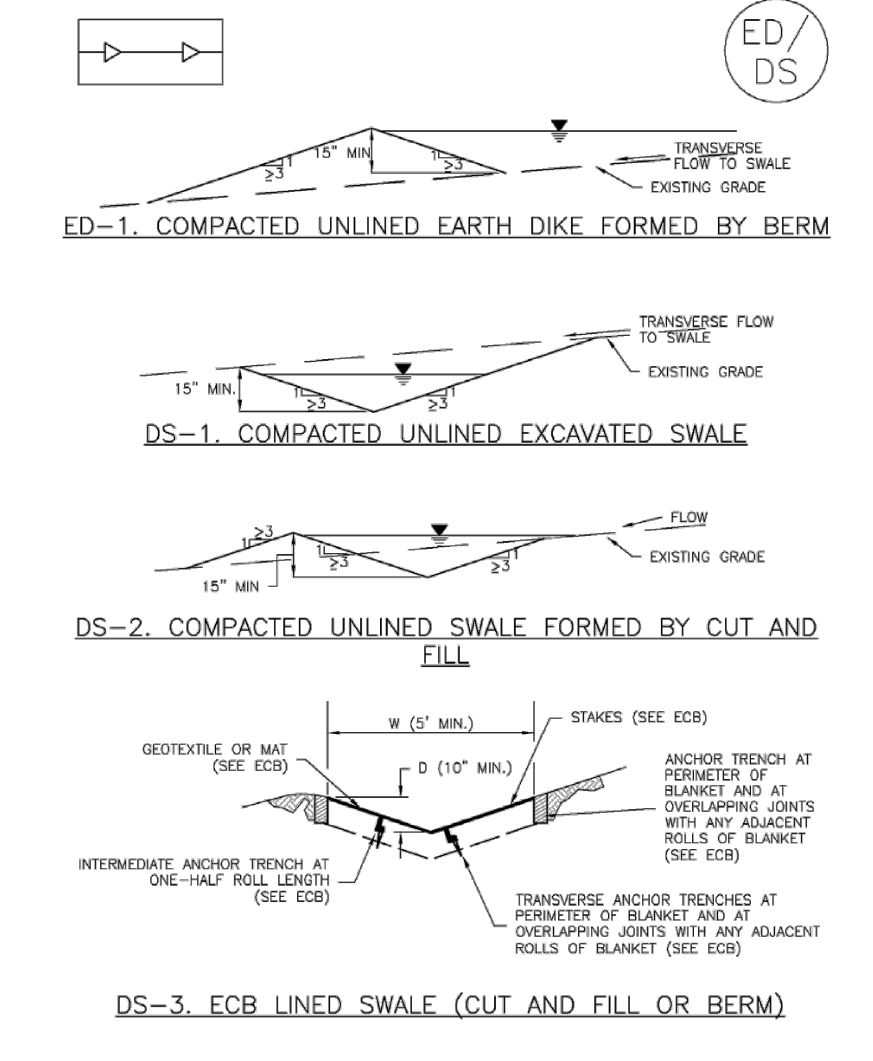 ED/
DS
15" MIN
1
≥3
1
≥3
TRANSVERSE
FLOW TO SWALE
EXISTING GRADE
ED-1. COMPACTED UNLINED EARTH DIKE FORMED BY BERM
TRANSVERSE FLOW
TO SWALE
EXISTING GRADE
15" MIN.
1
≥3
1
≥3
DS-1. COMPACTED UNLINED EXCAVATED SWALE
FLOW
≥3
1
1
≥3
1
≥3
EXISTING GRADE
15" MIN
DS-2. COMPACTED UNLINED SWALE FORMED BY CUT AND
FILL
W (5' MIN.)
STAKES (SEE ECB)
GEOTEXTILE OR MAT
(SEE ECB)
D (10" MIN.)
ANCHOR TRENCH AT
PERIMETER OF
BLANKET AND AT
OVERLAPPING JOINTS
WITH ANY ADJACENT
ROLLS OF BLANKET
(SEE ECB)
INTERMEDIATE ANCHOR TRENCH AT
ONE-HALF ROLL LENGTH
(SEE ECB)
TRANSVERSE ANCHOR TRENCHES AT
PERIMETER OF BLANKET AND AT
OVERLAPPING JOINTS WITH ANY ADJACENT
ROLLS OF BLANKET (SEE ECB)
DS-3. ECB LINED SWALE (CUT AND FILL OR BERM)